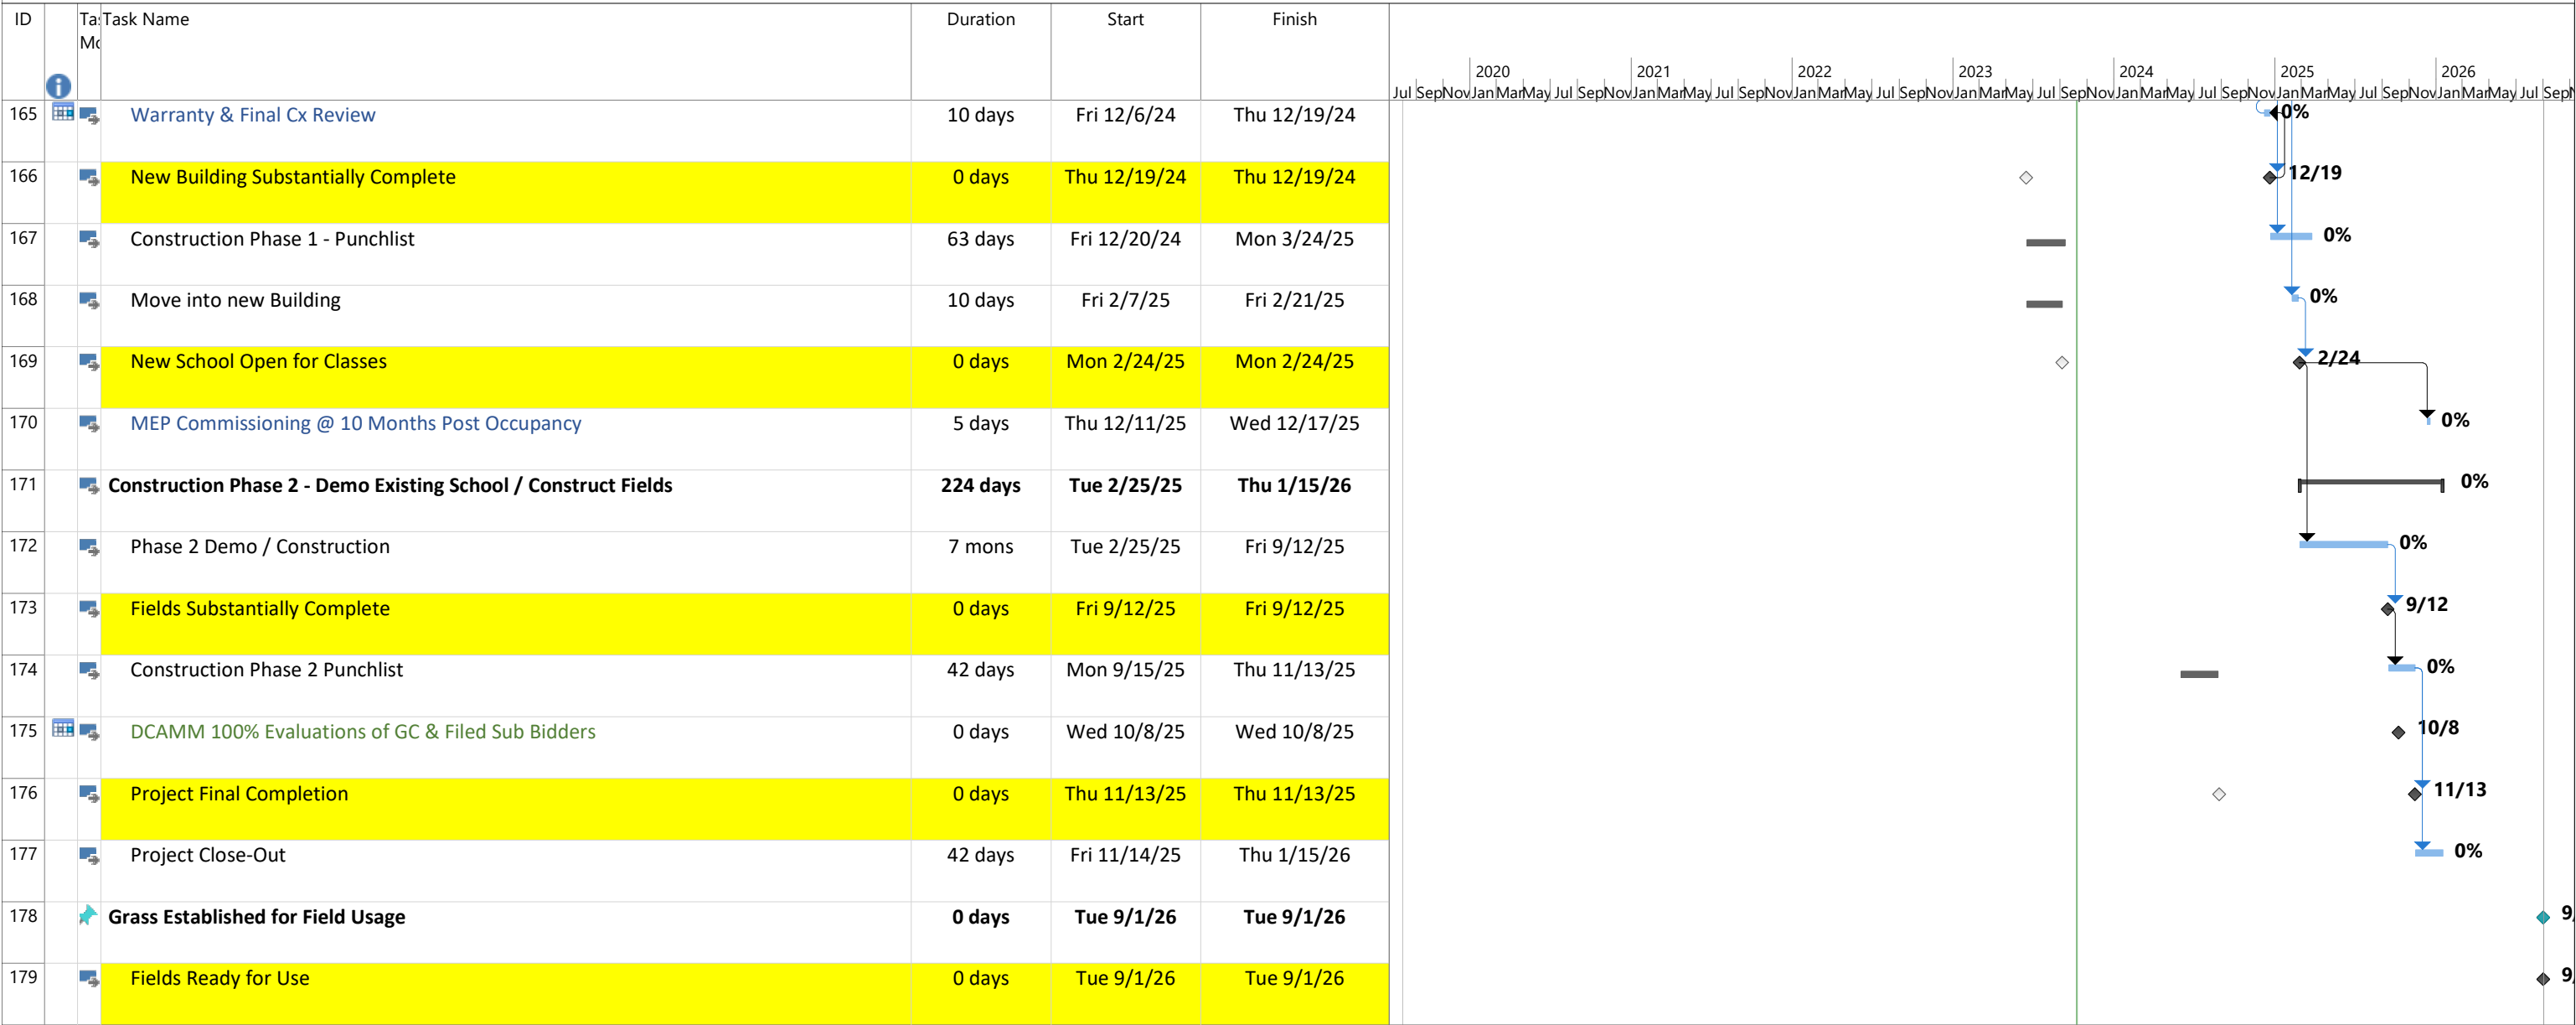 ID Tas Task Name Duration Start Finish
Mo
2020 2021 2022 2023 2024 2025 2026
Jul Sep Nov Jan Mar May Jul Sep Nov Jan Mar May Jul Sep Nov Jan Mar May Jul Sep Nov Jan Mar May Jul Sep Nov Jan Mar May Jul Sep Nov Jan Mar May Jul Sep Nov Jan Mar May Jul Sep
165 Warranty & Final Cx Review 10 days Fri 12/6/24 Thu 12/19/24 0%
166 New Building Substantially Complete 0 days Thu 12/19/24 Thu 12/19/24 12/19
167 Construction Phase 1 - Punchlist 63 days Fri 12/20/24 Mon 3/24/25 0%
168 Move into new Building 10 days Fri 2/7/25 Fri 2/21/25 0%
169 New School Open for Classes 0 days Mon 2/24/25 Mon 2/24/25 2/24
170 MEP Commissioning @ 10 Months Post Occupancy 5 days Thu 12/11/25 Wed 12/17/25 0%
171 Construction Phase 2 - Demo Existing School / Construct Fields 224 days Tue 2/25/25 Thu 1/15/26 0%
172 Phase 2 Demo / Construction 7 mons Tue 2/25/25 Fri 9/12/25 0%
173 Fields Substantially Complete 0 days Fri 9/12/25 Fri 9/12/25 9/12
174 Construction Phase 2 Punchlist 42 days Mon 9/15/25 Thu 11/13/25 0%
175 DCAMM 100% Evaluations of GC & Filed Sub Bidders 0 days Wed 10/8/25 Wed 10/8/25 10/8
176 Project Final Completion 0 days Thu 11/13/25 Thu 11/13/25 11/13
177 Project Close-Out 42 days Fri 11/14/25 Thu 1/15/26 0%
178 Grass Established for Field Usage 0 days Tue 9/1/26 Tue 9/1/26 9
179 Fields Ready for Use 0 days Tue 9/1/26 Tue 9/1/26 9